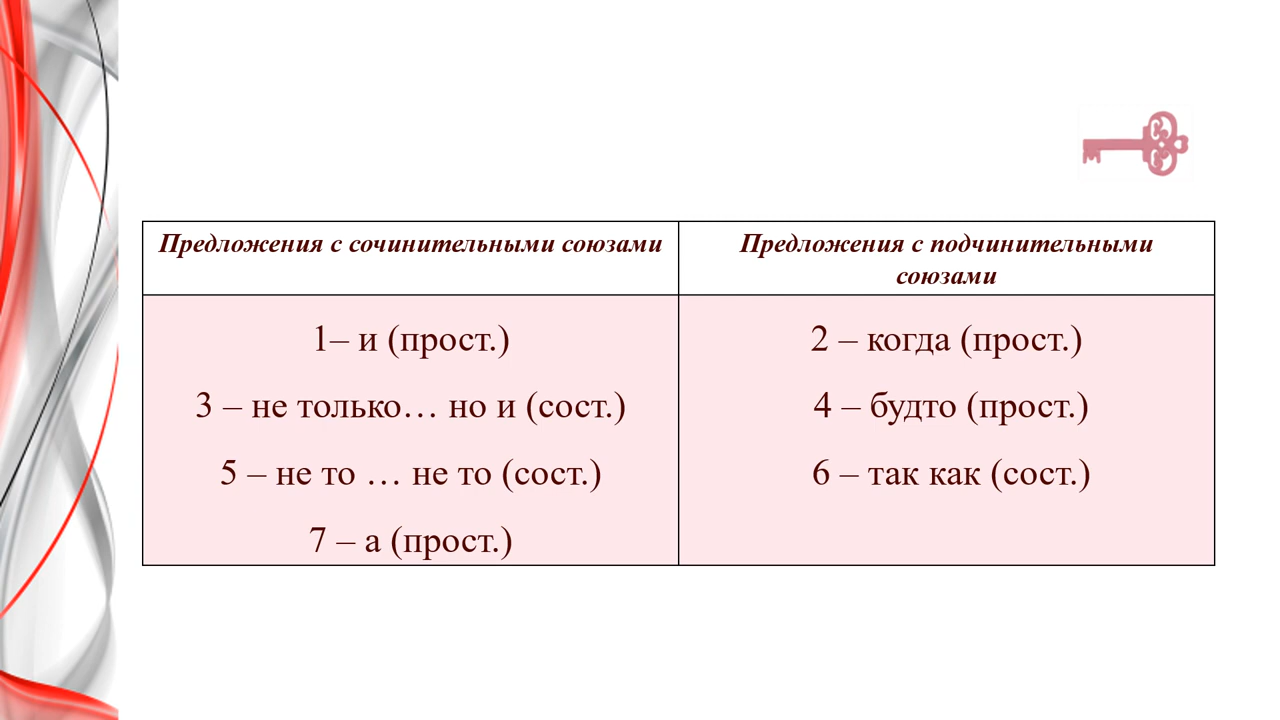 Предложения с сочинительными союзами
Предложения с подчинительными
союзами
1– и (прост.)
3 – не только… но и (сост.)
5 – не то … не то (сост.)
7 – а (прост.)
2 – когда (прост.)
4 – будто (прост.)
6 – так как (сост.)